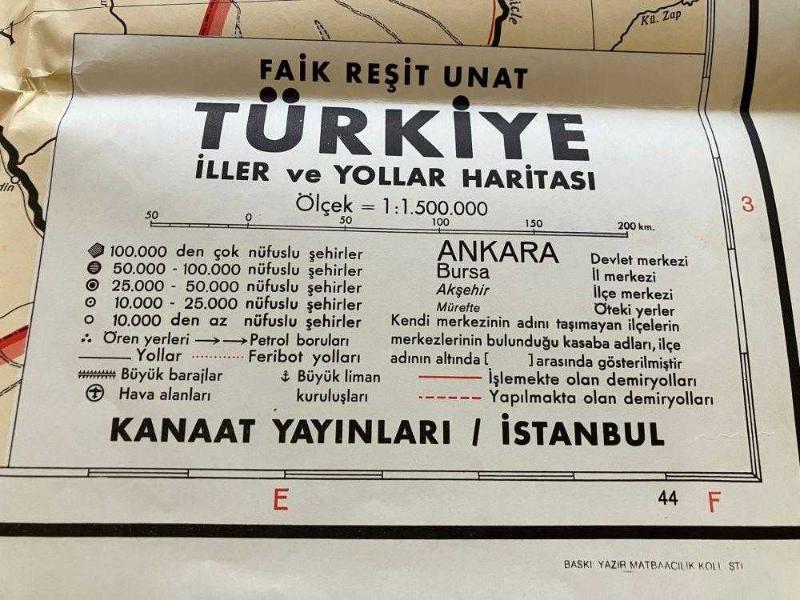 icle
Kü. Zap
din
FAİK REŞİT UNAT
TÜRKİYE
İLLER ve YOLLAR HARİTASI
Ölçek = 1:1.500.000
50 0 50 100 150 200 km.
100.000 den çok nüfuslu şehirler
50.000 - 100.000 nüfuslu şehirler
25.000 - 50.000 nüfuslu şehirler
10.000 - 25.000 nüfuslu şehirler
10.000 den az nüfuslu şehirler
Ören yerleri Petrol boruları
Yollar Feribot yolları
Büyük barajlar Büyük liman kuruluşları
Hava alanları
ANKARA Devlet merkezi
Bursa İl merkezi
Akşehir İlçe merkezi
Mürefte Öteki yerler
Kendi merkezinin adını taşımayan ilçelerin
merkezlerinin bulunduğu kasaba adları, ilçe
adının altında [ ] arasında gösterilmiştir
İşlemekte olan demiryolları
Yapılmakta olan demiryolları
KANAAT YAYINLARI / İSTANBUL
3
E 44 F
BASKI: YAZIR MATBAACILIK KOLL. ŞTİ